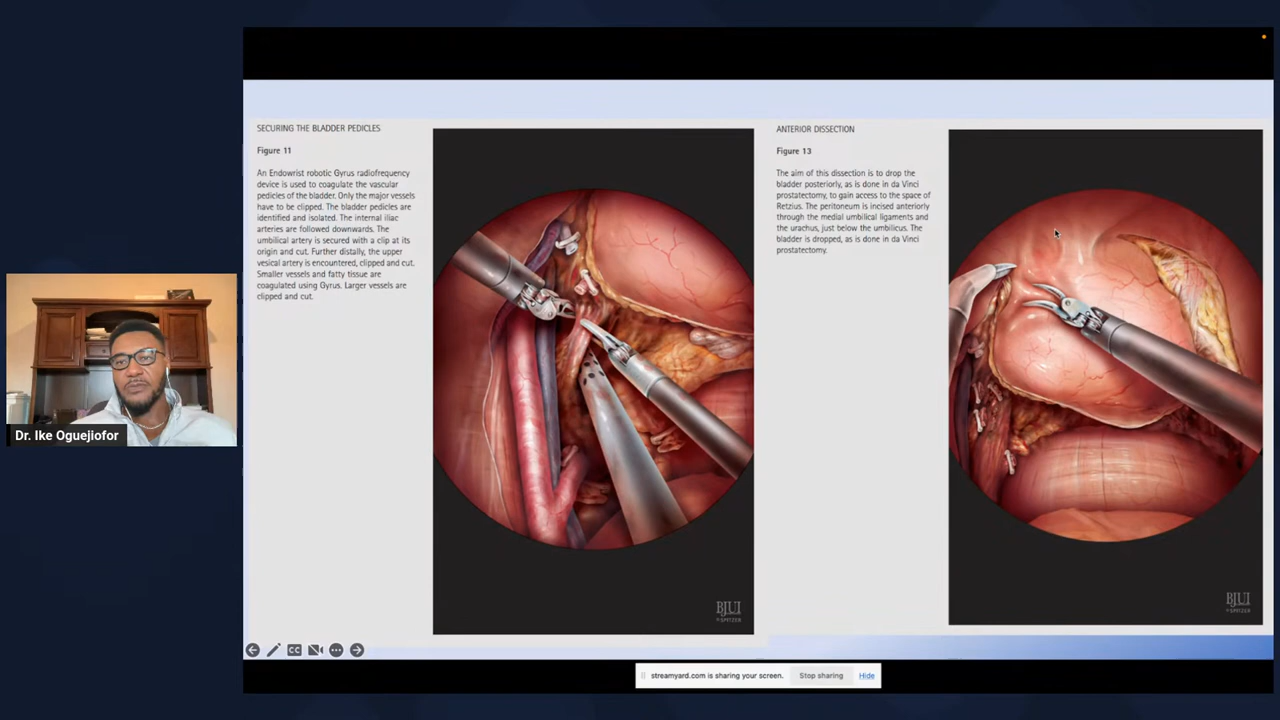 SECURING THE BLADDER PEDICLES
Figure 11
An Endowrist robotic Gyrus radiofrequency
device is used to coagulate the vascular
pedicies of the bladder. Only the major vessels
have to be clipped. The bladder pedicles are
identified and isolated. The internal iliac
arteries are followed downwards. The
umbilical artery is secured with a clip at its
origin and cut. Further distally, the upper
vesical artery is encountered, clipped and cut.
Smaller vessels and fatty tissue are
coagulated using Gyrus. Larger vessels are
clipped and cut.
BJUI
BY SPITZER
ANTERIOR DISSECTION
Figure 13
The aim of this dissection is to drop the
bladder posteriorly, as is done in da Vinci
prostatectomy, to gain access to the space of
Retzius. The peritoneum is incised anteriorly
through the medial umbilical ligaments and
the urachus, just below the umbilicus. The
bladder is dropped, as is done in da Vinci
prostatectomy.
BJUI
BY SPITZER
Dr. Ike Oguejiofor
CC
streamyard.com is sharing your screen.
Stop sharing
Hide